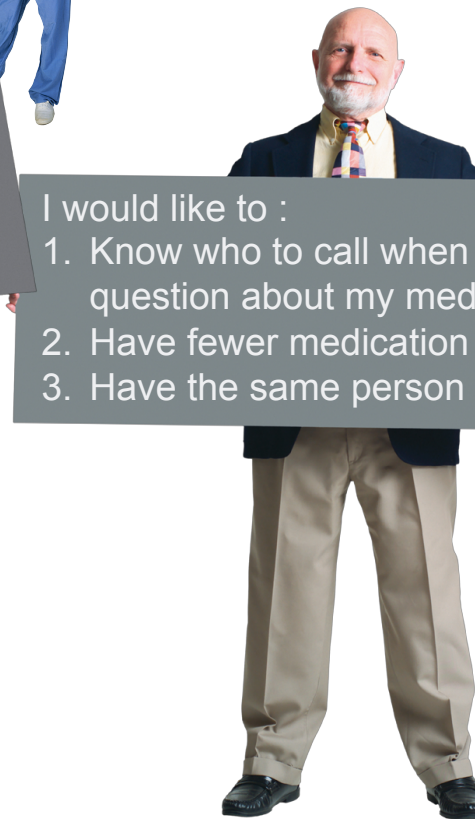 I would like to :
1. Know who to call when
question about my med
2. Have fewer medication
3. Have the same person